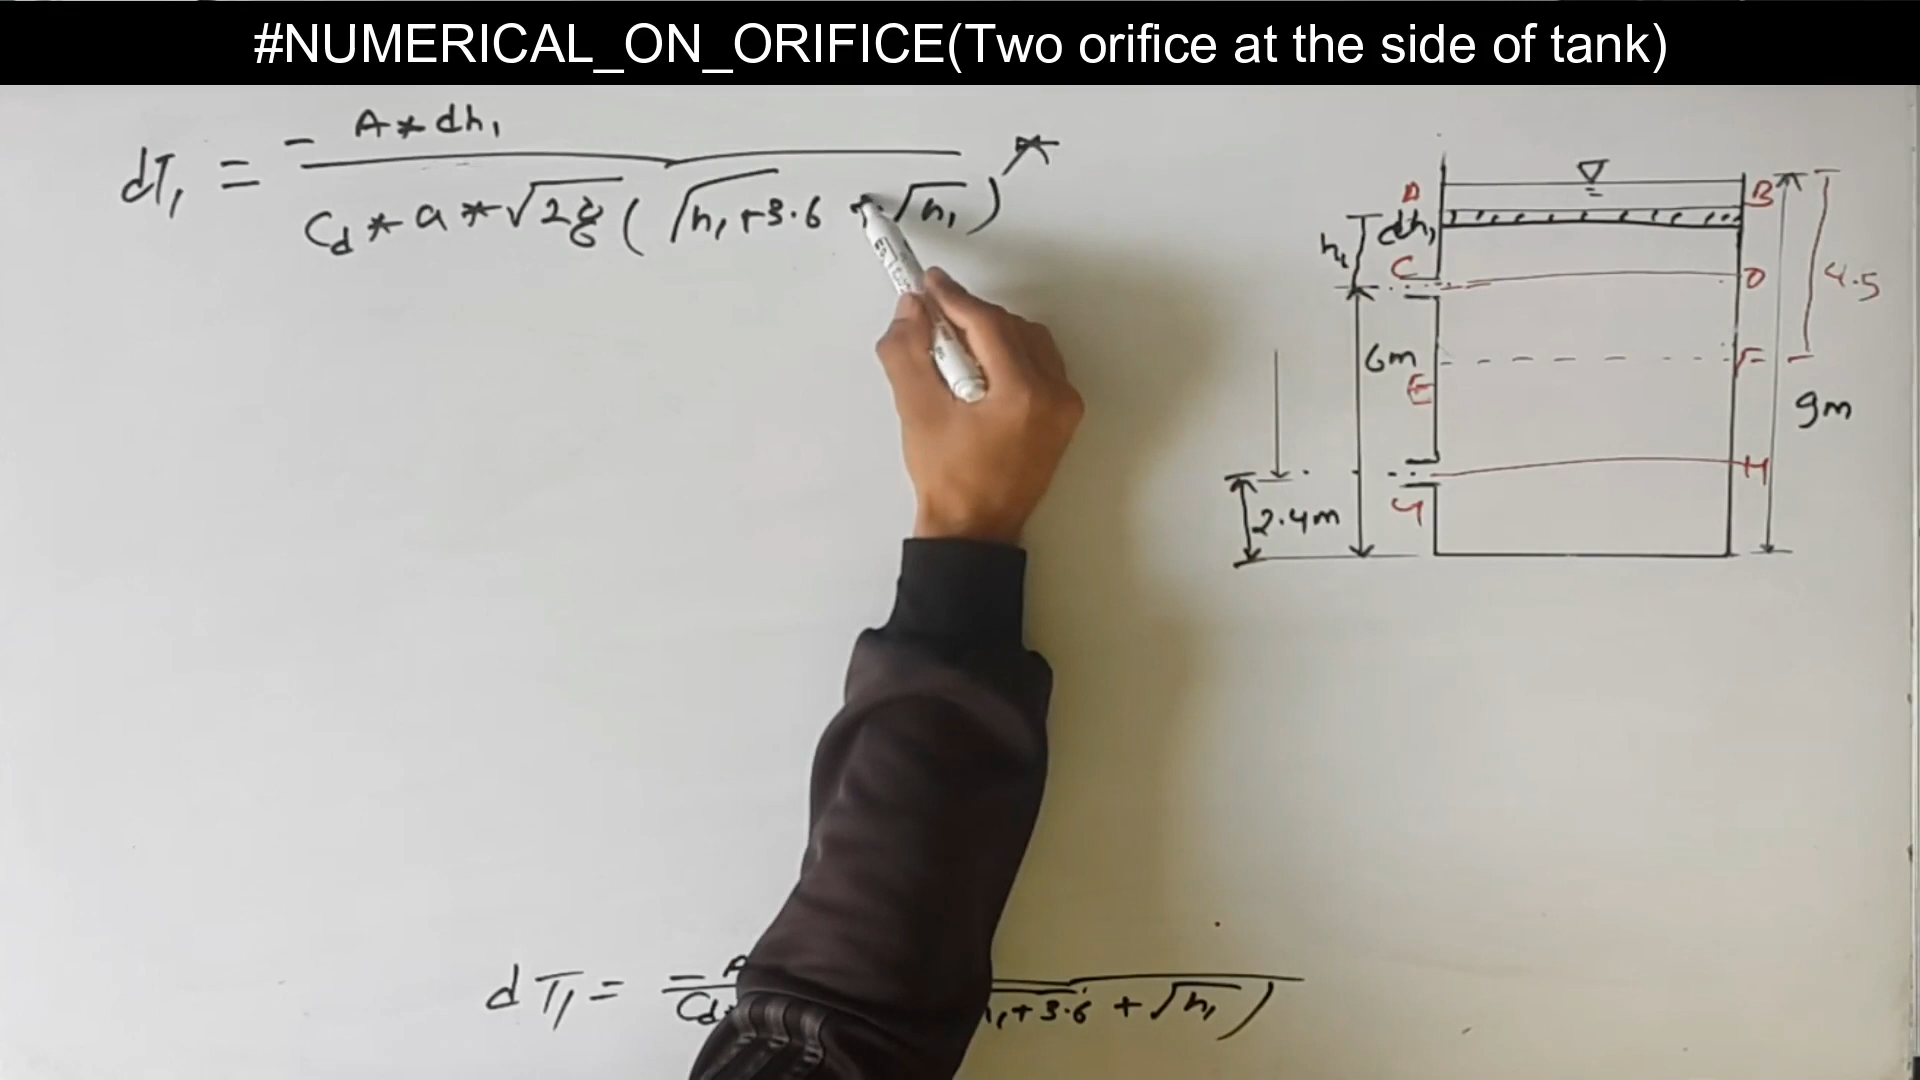 #NUMERICAL_ON_ORIFICE(Two orifice at the side of tank)
dT₁ = - A * dh₁ / Cd * a * √2g ( √h₁+3.6 + √h₁ )
A B
dh₁
h₁
C D
4.5
6m
E F
9m
G H
2.4m
dT₁ = - A
Cd h₁+3.6 + √h₁ )